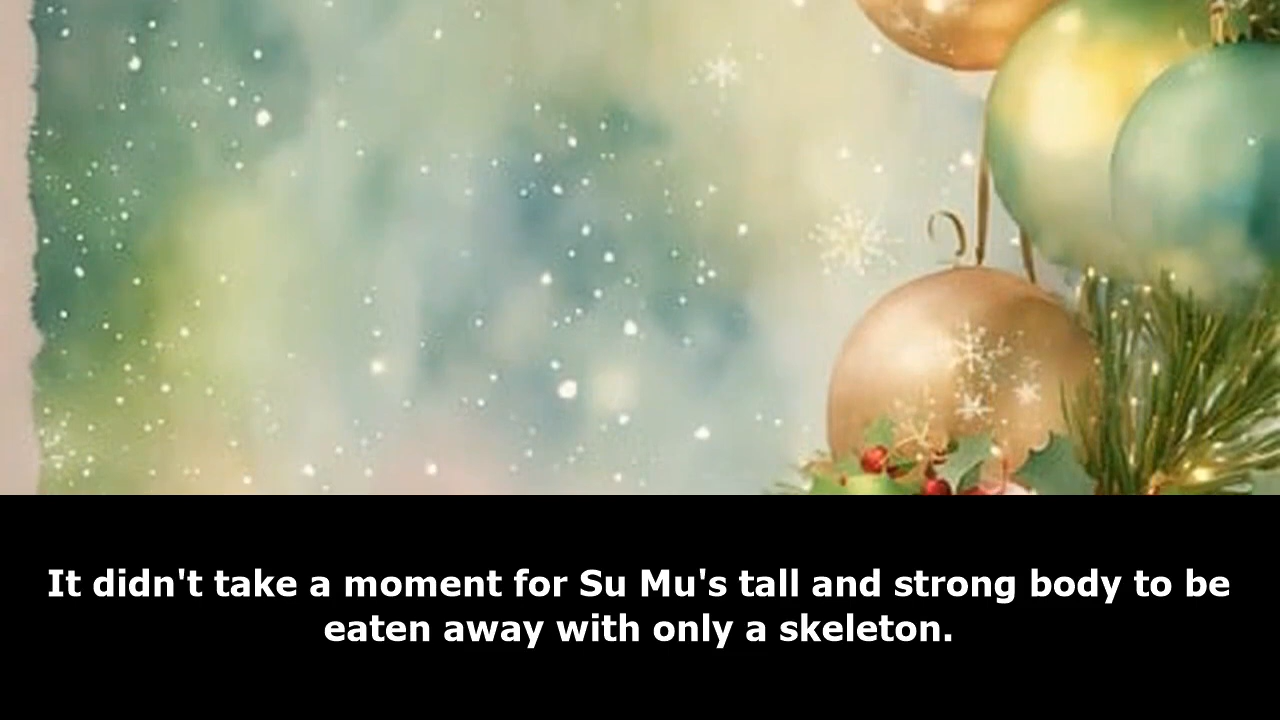 It didn't take a moment for Su Mu's tall and strong body to be
eaten away with only a skeleton.